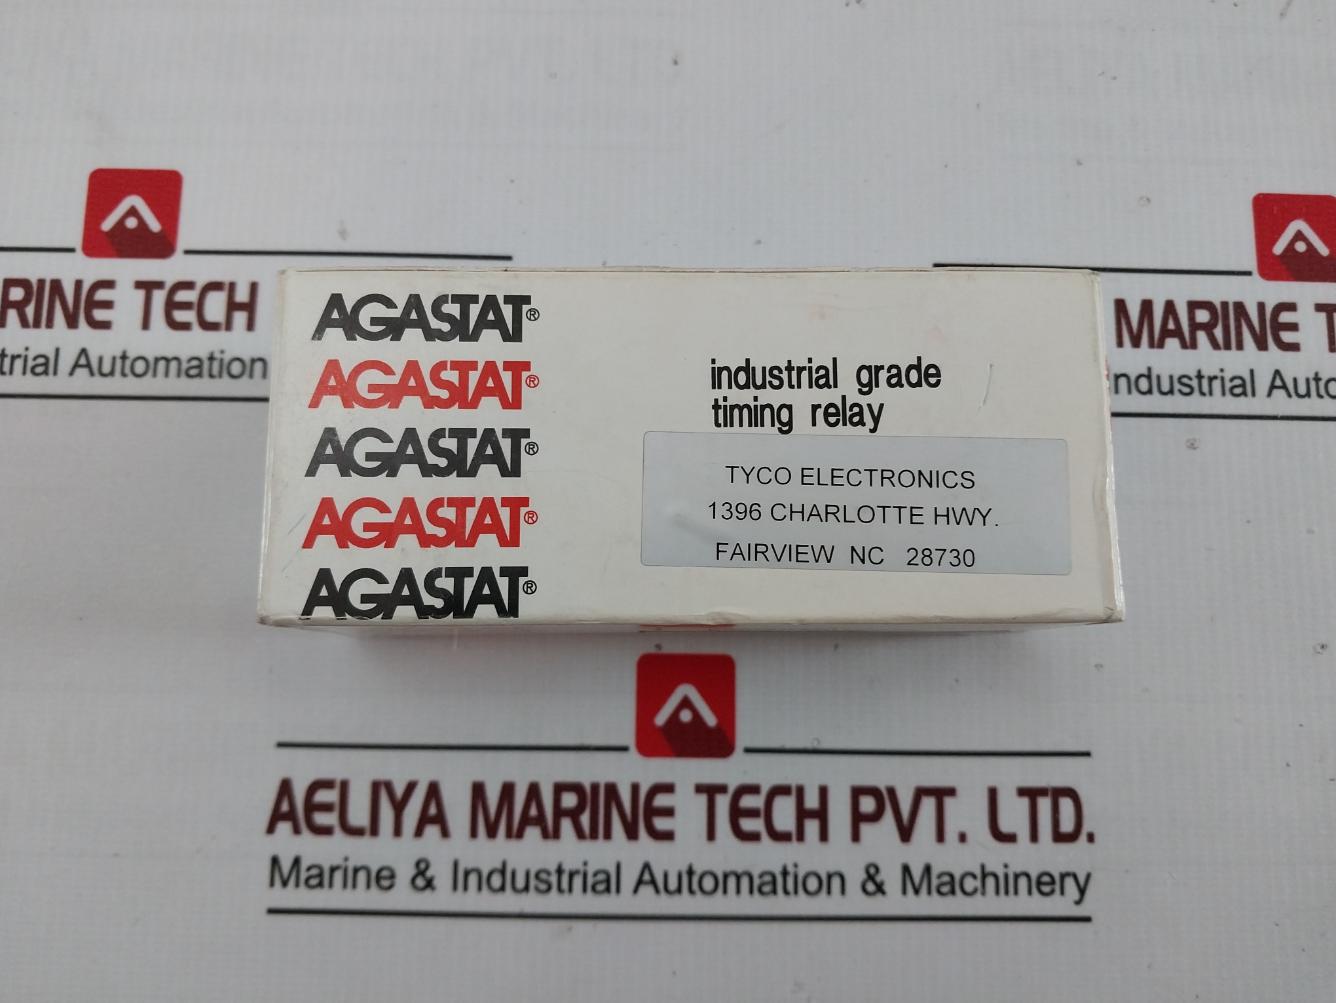 RINE TECH
trial Automation
MARINE T
ndustrial Auto
AGASTAT®
AGASTAT®
AGASTAT®
AGASTAT®
AGASTAT®
industrial grade
timing relay
TYCO ELECTRONICS
1396 CHARLOTTE HWY.
FAIRVIEW NC 28730
AELIYA MARINE TECH PVT. LTD.
Marine & Industrial Automation & Machinery